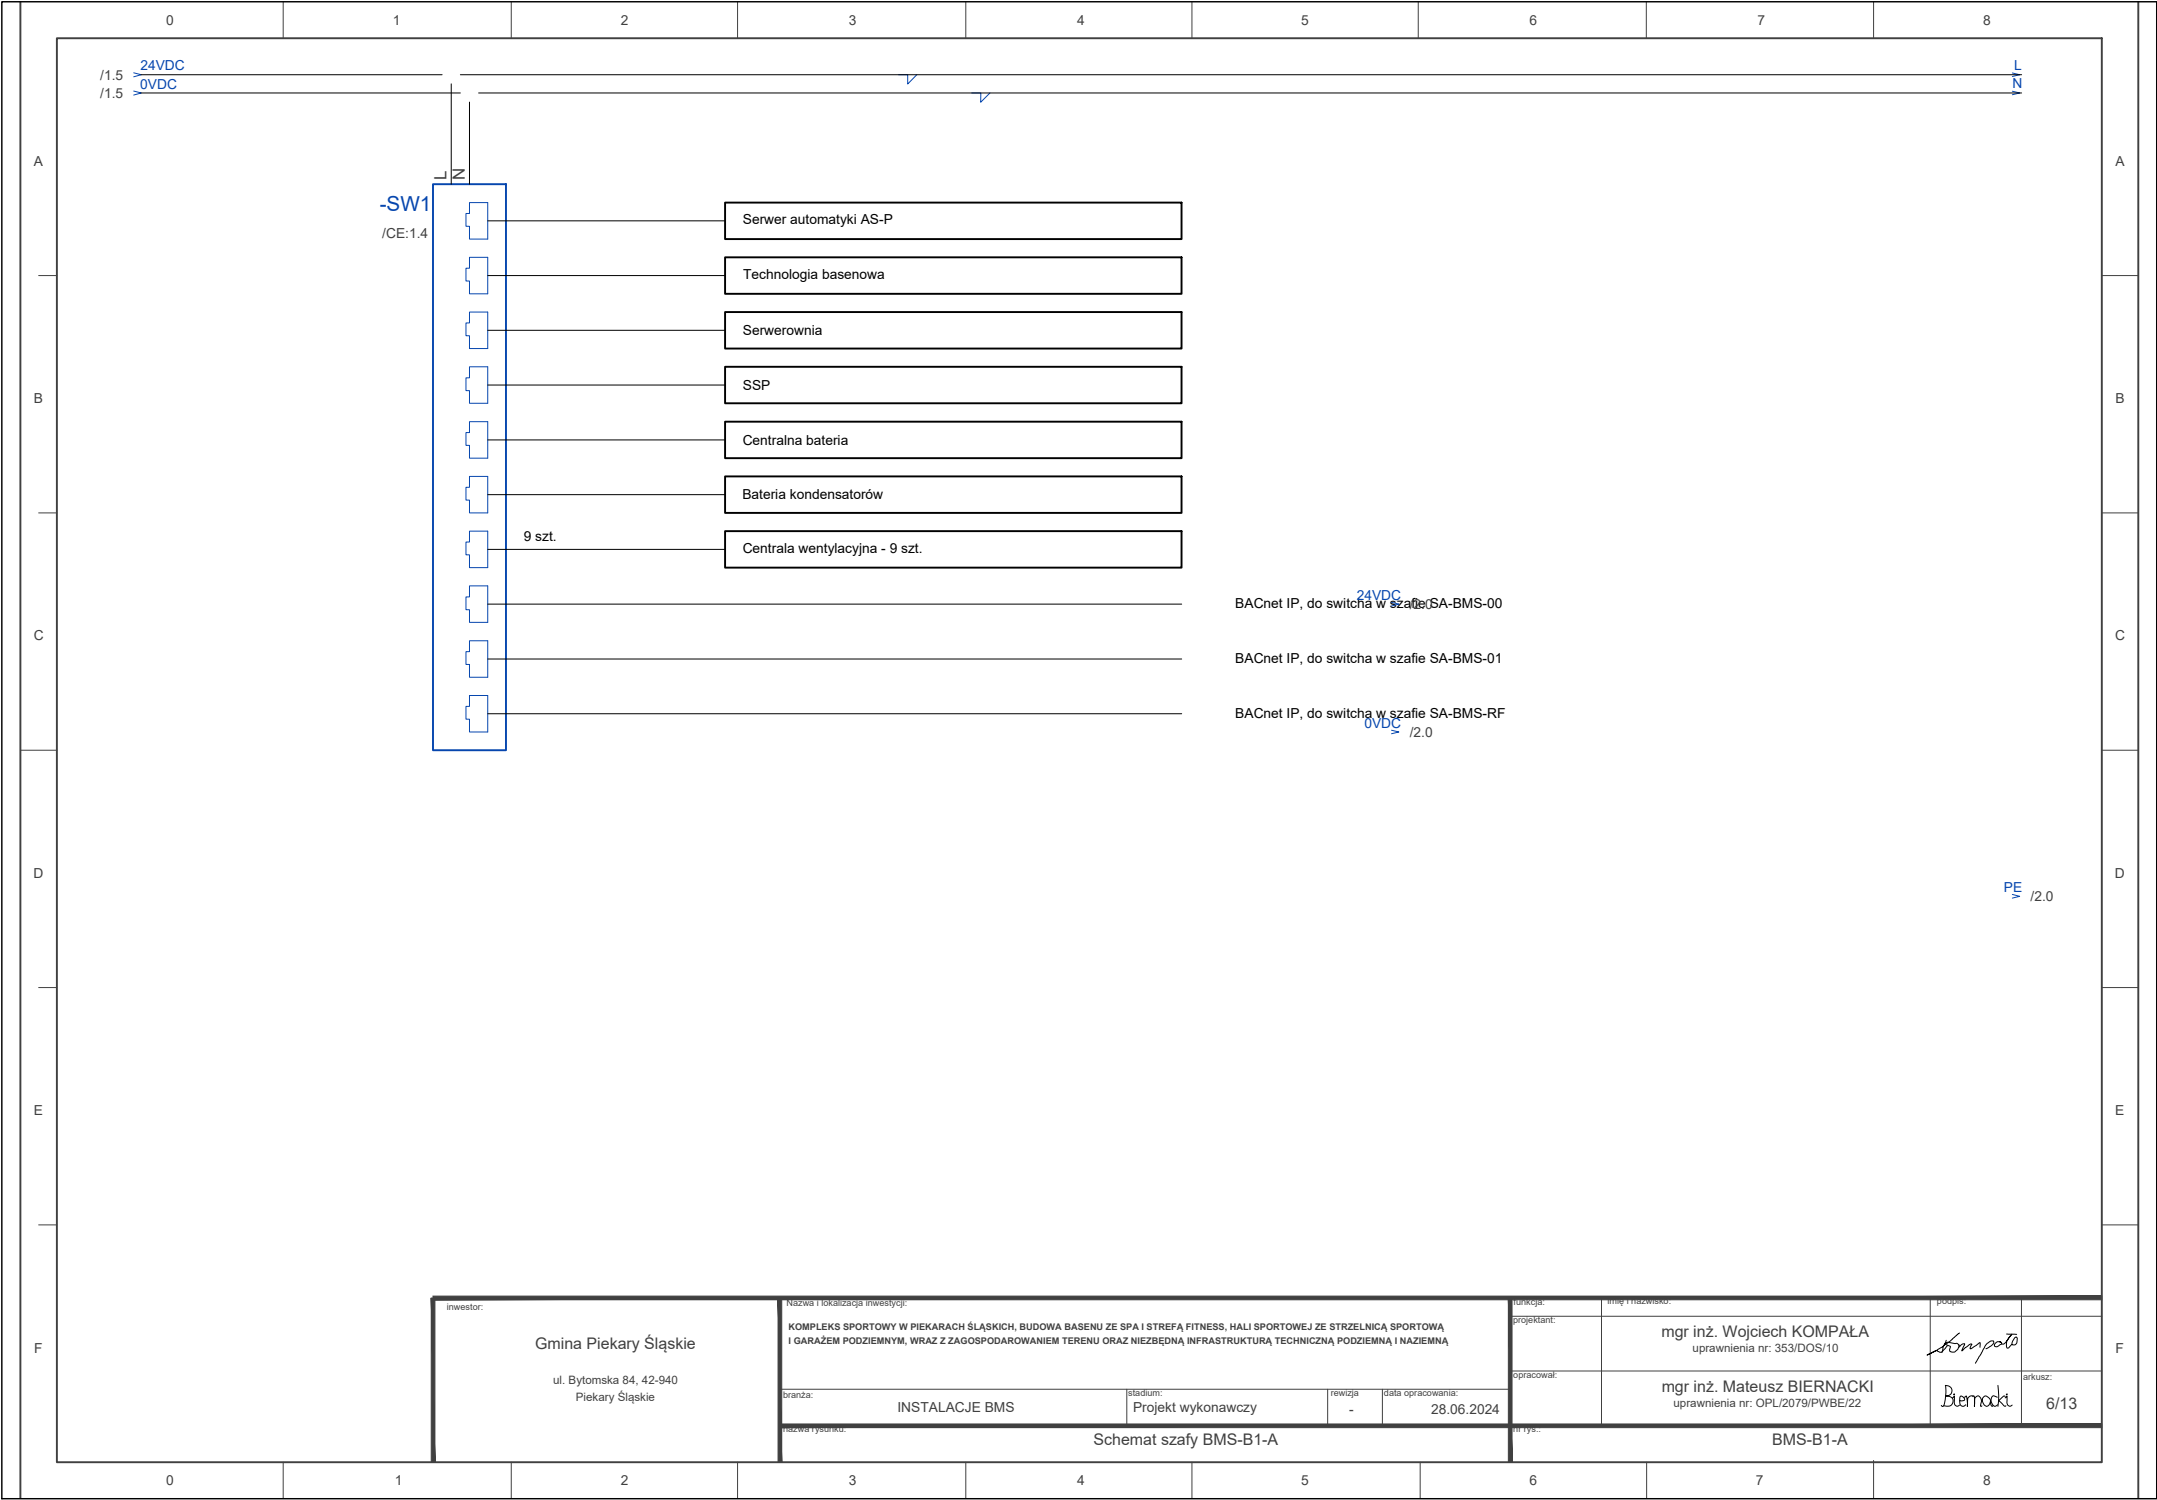 0 1 2 3 4 5 6 7 8
/1.5 24VDC L
/1.5 0VDC N
A A
L N
-SW1
/CE:1.4
Serwer automatyki AS-P
Technologia basenowa
Serwerownia
SSP
B B
Centralna bateria
Bateria kondensatorów
9 szt.
Centrala wentylacyjna - 9 szt.
24VDC /2.0
BACnet IP, do switcha w szafie SA-BMS-00
C C
BACnet IP, do switcha w szafie SA-BMS-01
BACnet IP, do switcha w szafie SA-BMS-RF
0VDC /2.0
D D
PE /2.0
E E
F F
inwestor:
Gmina Piekary Śląskie
ul. Bytomska 84, 42-940
Piekary Śląskie
Nazwa i lokalizacja inwestycji:
KOMPLEKS SPORTOWY W PIEKARACH ŚLĄSKICH, BUDOWA BASENU ZE SPA I STREFĄ FITNESS, HALI SPORTOWEJ ZE STRZELNICĄ SPORTOWĄ
I GARAŻEM PODZIEMNYM, WRAZ Z ZAGOSPODAROWANIEM TERENU ORAZ NIEZBĘDNĄ INFRASTRUKTURĄ TECHNICZNĄ PODZIEMNĄ I NAZIEMNĄ
branża:
INSTALACJE BMS
stadium:
Projekt wykonawczy
rewizja
-
data opracowania:
28.06.2024
nazwa rysunku:
Schemat szafy BMS-B1-A
funkcja: imię i nazwisko: podpis:
projektant:
mgr inż. Wojciech KOMPAŁA
uprawnienia nr: 353/DOS/10
Kompała
opracował:
mgr inż. Mateusz BIERNACKI
uprawnienia nr: OPL/2079/PWBE/22
Biernacki
arkusz:
6/13
nr rys.:
BMS-B1-A
0 1 2 3 4 5 6 7 8